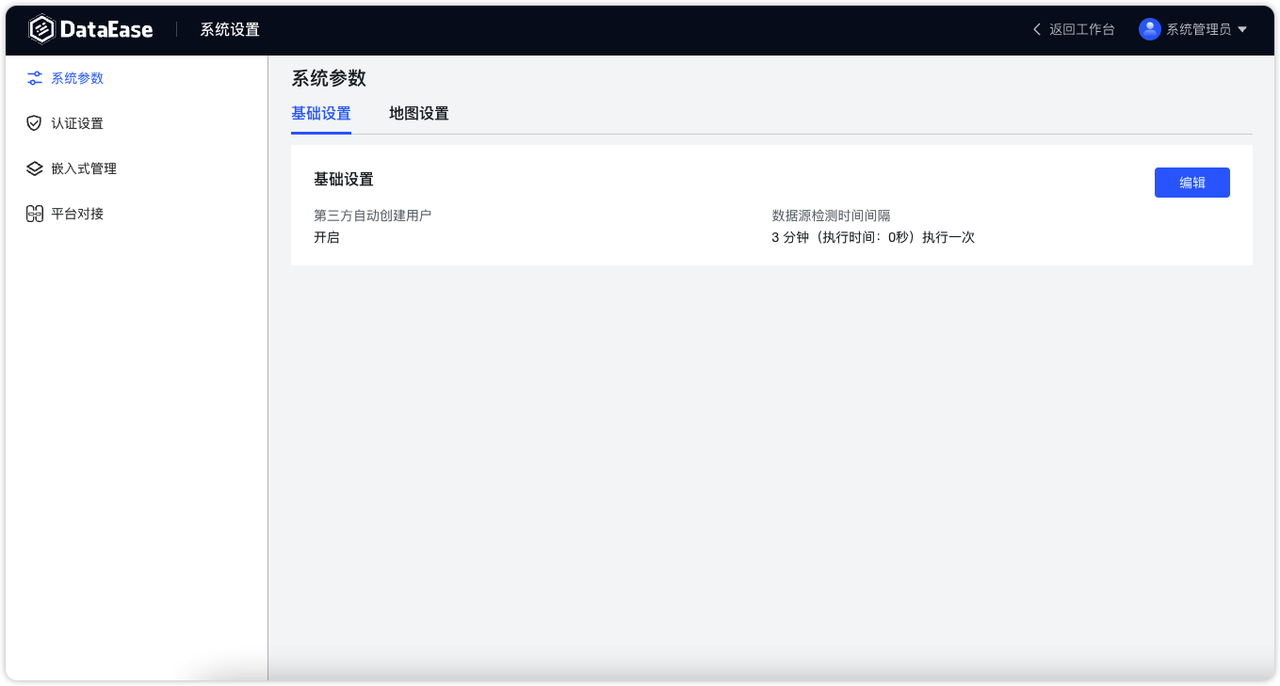 DataEase
系统设置
返回工作台
系统管理员
系统参数
认证设置
嵌入式管理
平台对接
系统参数
基础设置 地图设置
基础设置
编辑
第三方自动创建用户
开启
数据源检测时间间隔
3 分钟（执行时间：0秒）执行一次